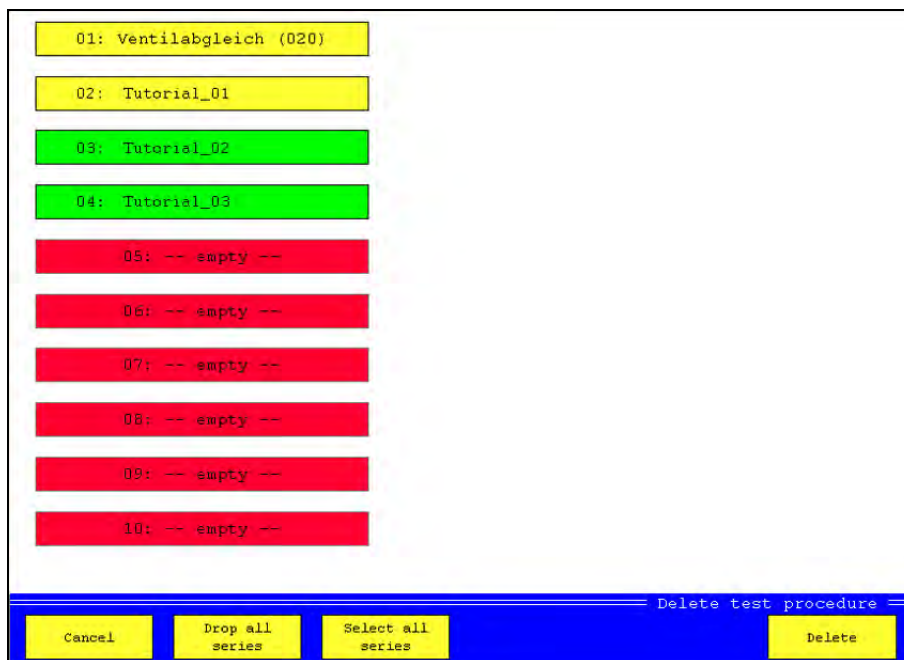 01: Ventilabgleich (020)
02: Tutorial_01
03: Tutorial_02
04: Tutorial_03
05: -- empty --
06: -- empty --
07: -- empty --
08: -- empty --
09: -- empty --
10: -- empty --
Delete test procedure
Cancel
Drop all
series
Select all
series
Delete